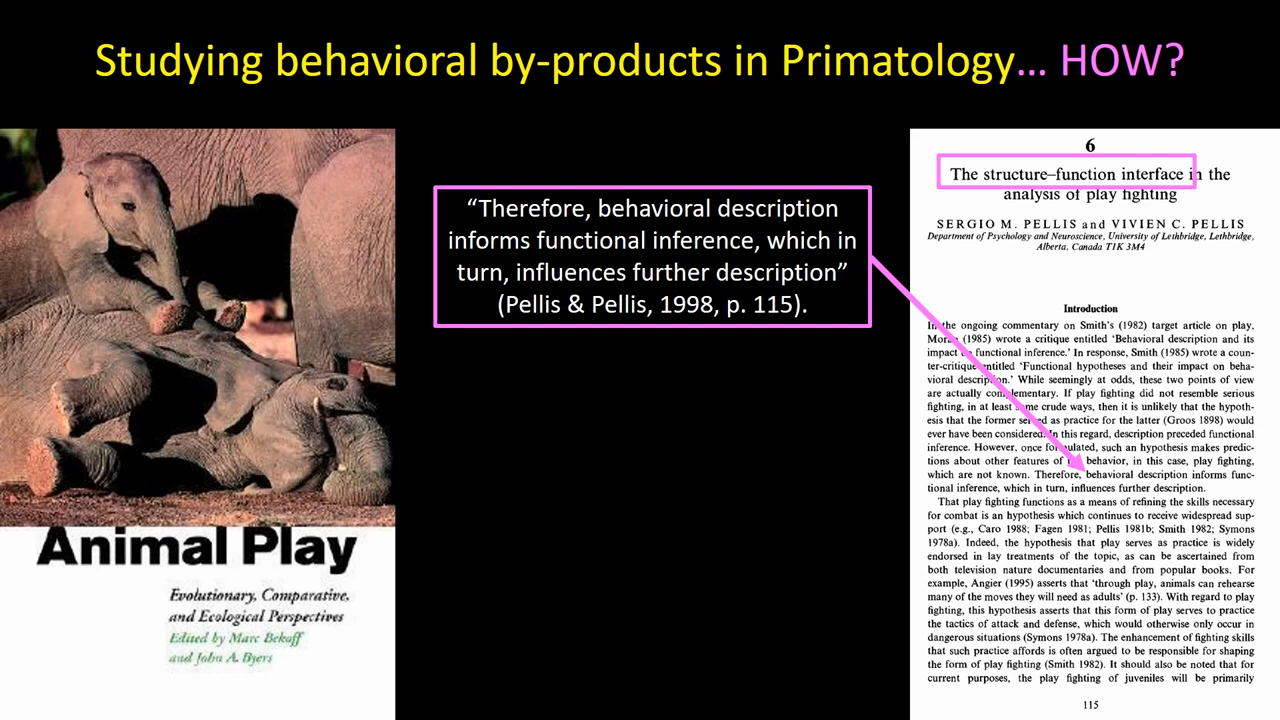 Studying behavioral by-products in Primatology… HOW?
Animal Play
Evolutionary, Comparative,
and Ecological Perspectives
Edited by Marc Bekoff
and John A. Byers
“Therefore, behavioral description
informs functional inference, which in
turn, influences further description”
(Pellis & Pellis, 1998, p. 115).
6
The structure–function interface in the
analysis of play fighting
SERGIO M. PELLIS and VIVIEN C. PELLIS
Department of Psychology and Neuroscience, University of Lethbridge, Lethbridge,
Alberta, Canada T1K 3M4
Introduction
In the ongoing commentary on Smith's (1982) target article on play,
(1985) wrote a critique entitled 'Behavioral description and its
impact functional inference.' In response, Smith (1985) wrote a coun-
ter-critique entitled 'Functional hypotheses and their impact on beha-
vioral description.' While seemingly at odds, these two points of view
are actually complementary. If play fighting did not resemble serious
fighting, in at least some crude ways, then it is unlikely that the hypoth-
esis that the former served as practice for the latter (Groos 1898) would
ever have been considered. In this regard, description preceded functional
inference. However, once formulated, such an hypothesis makes predic-
tions about other features of behavior, in this case, play fighting,
which are not known. Therefore, behavioral description informs func-
tional inference, which in turn, influences further description.
That play fighting functions as a means of refining the skills necessary
for combat is an hypothesis which continues to receive widespread sup-
port (e.g., Caro 1988; Fagen 1981; Pellis 1981b; Smith 1982; Symons
1978a). Indeed, the hypothesis that play serves as practice is widely
endorsed in lay treatments of the topic, as can be ascertained from
both television nature documentaries and from popular books. For
example, Angier (1995) asserts that 'through play, animals can rehearse
many of the moves they will need as adults' (p. 133). With regard to play
fighting, this hypothesis asserts that this form of play serves to practice
the tactics of attack and defense, which would otherwise only occur in
dangerous situations (Symons 1978a). The enhancement of fighting skills
that such practice affords is often argued to be responsible for shaping
the form of play fighting (Smith 1982). It should also be noted that for
current purposes, the play fighting of juveniles will be primarily
115